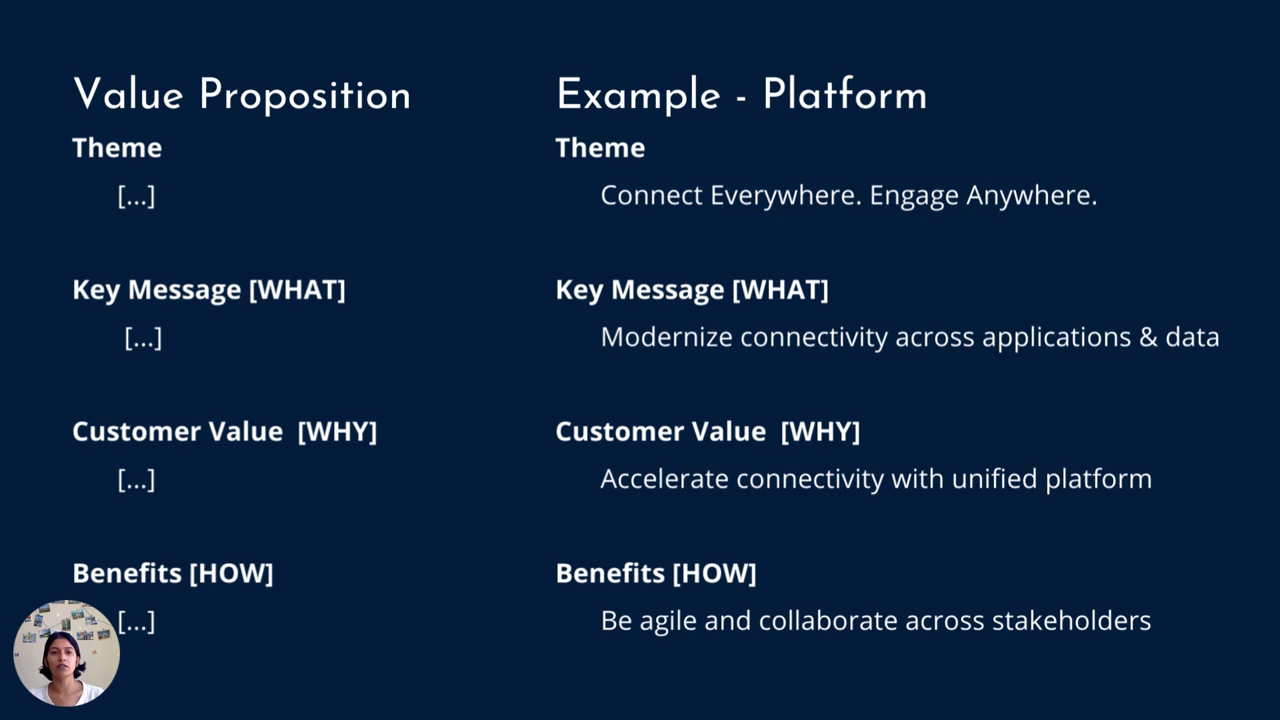 Value Proposition
Theme
[...]
Key Message [WHAT]
[...]
Customer Value [WHY]
[...]
Benefits [HOW]
[...]
Example - Platform
Theme
Connect Everywhere. Engage Anywhere.
Key Message [WHAT]
Modernize connectivity across applications & data
Customer Value [WHY]
Accelerate connectivity with unified platform
Benefits [HOW]
Be agile and collaborate across stakeholders